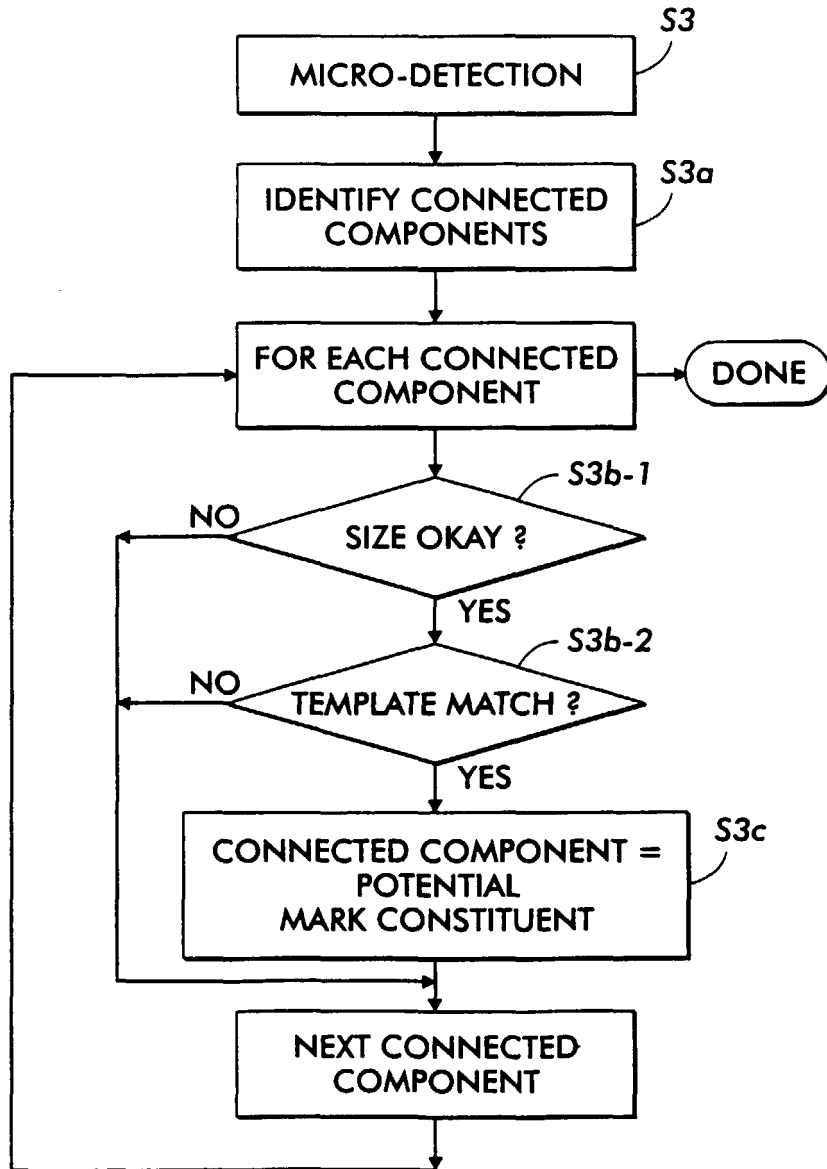 S3
MICRO-DETECTION
S3a
IDENTIFY CONNECTED
COMPONENTS
FOR EACH CONNECTED
COMPONENT
DONE
S3b-1
NO
SIZE OKAY ?
YES
S3b-2
NO
TEMPLATE MATCH ?
YES
S3c
CONNECTED COMPONENT =
POTENTIAL
MARK CONSTITUENT
NEXT CONNECTED
COMPONENT